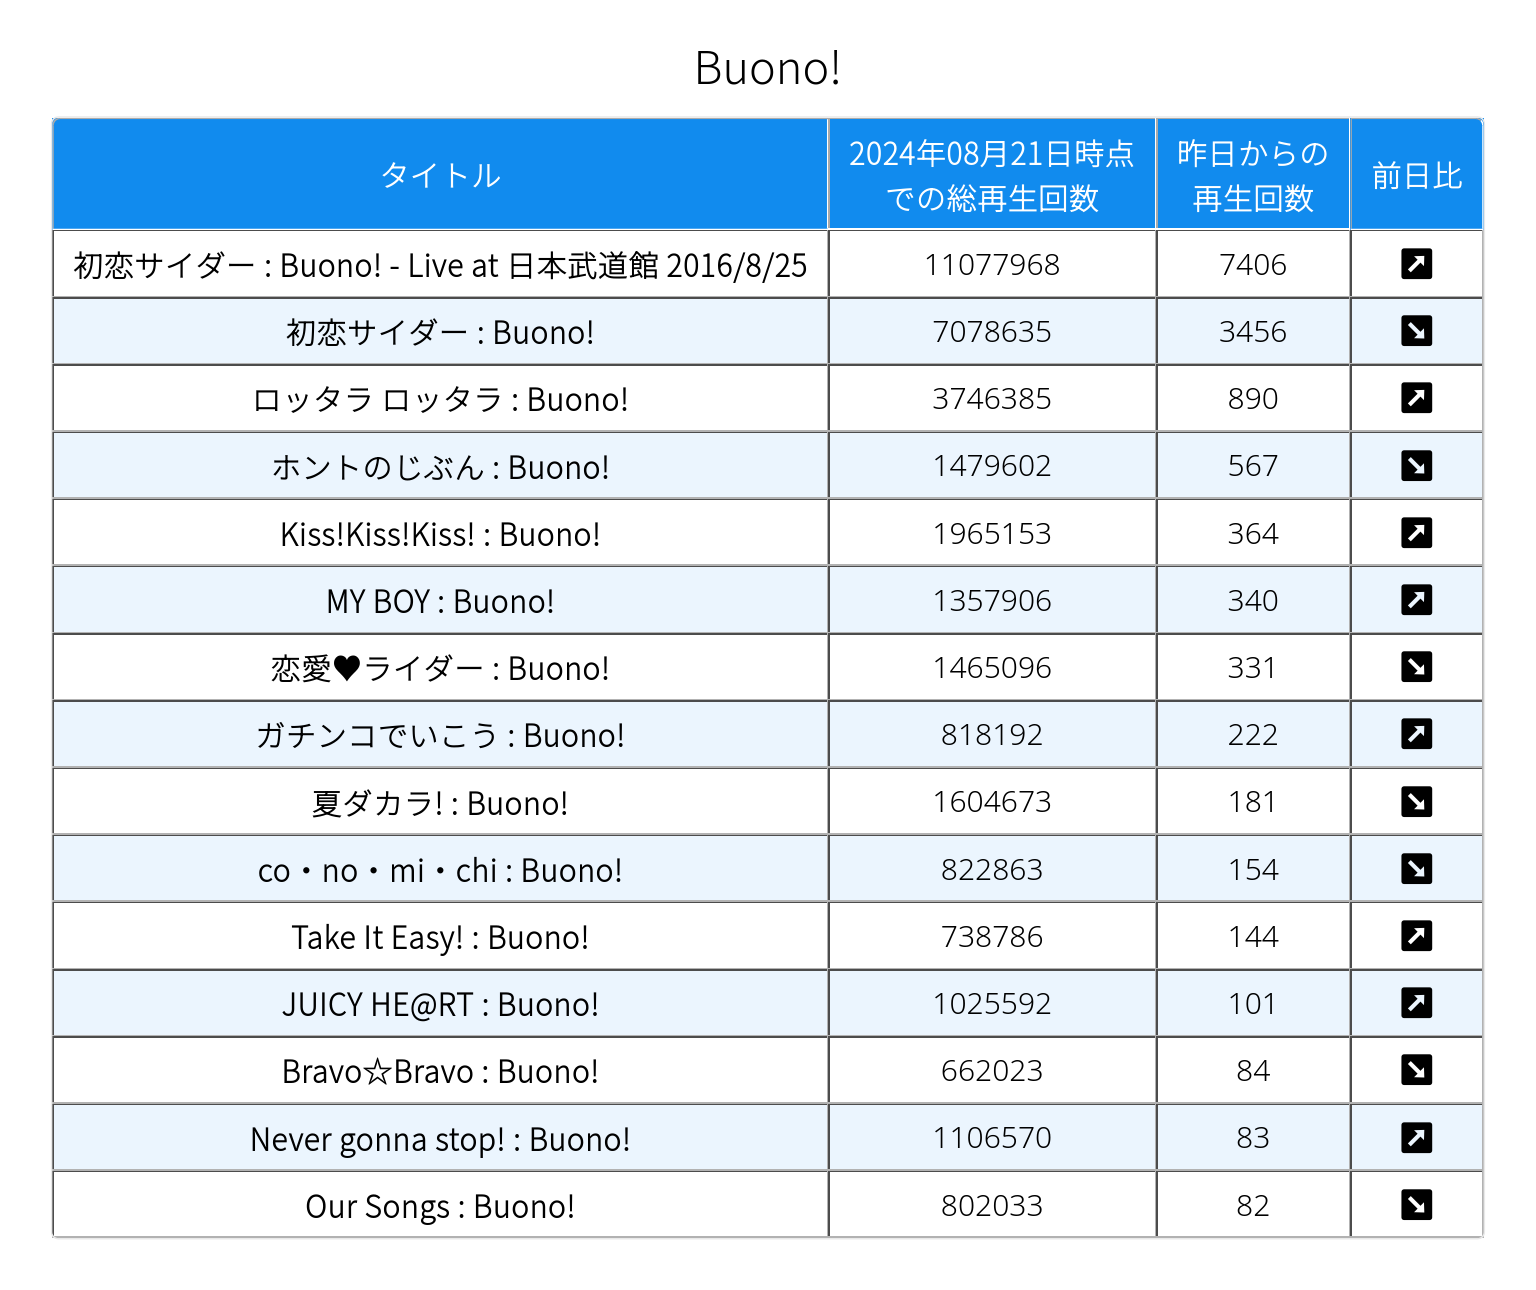 Buono!
タイトル 2024年08月21日時点での総再生回数 昨日からの再生回数 前日比
初恋サイダー : Buono! - Live at 日本武道館 2016/8/25 11077968 7406 ↗
初恋サイダー : Buono! 7078635 3456 ↘
ロッタラ ロッタラ : Buono! 3746385 890 ↗
ホントのじぶん : Buono! 1479602 567 ↘
Kiss!Kiss!Kiss! : Buono! 1965153 364 ↗
MY BOY : Buono! 1357906 340 ↗
恋愛♥ライダー : Buono! 1465096 331 ↘
ガチンコでいこう : Buono! 818192 222 ↗
夏ダカラ! : Buono! 1604673 181 ↘
co・no・mi・chi : Buono! 822863 154 ↘
Take It Easy! : Buono! 738786 144 ↗
JUICY HE@RT : Buono! 1025592 101 ↗
Bravo☆Bravo : Buono! 662023 84 ↘
Never gonna stop! : Buono! 1106570 83 ↗
Our Songs : Buono! 802033 82 ↘